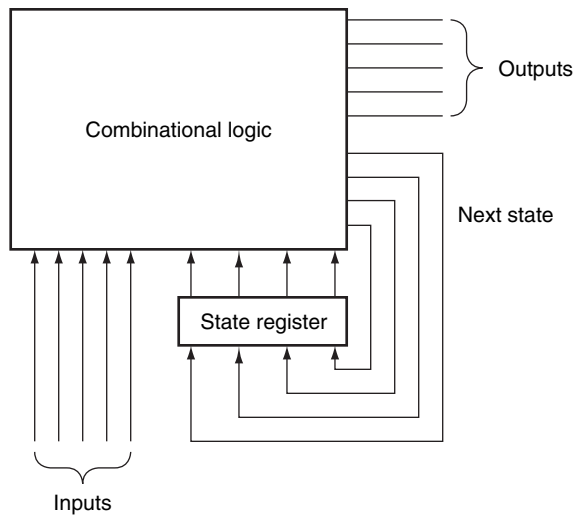 Combinational logic
Outputs
Next state
State register
Inputs